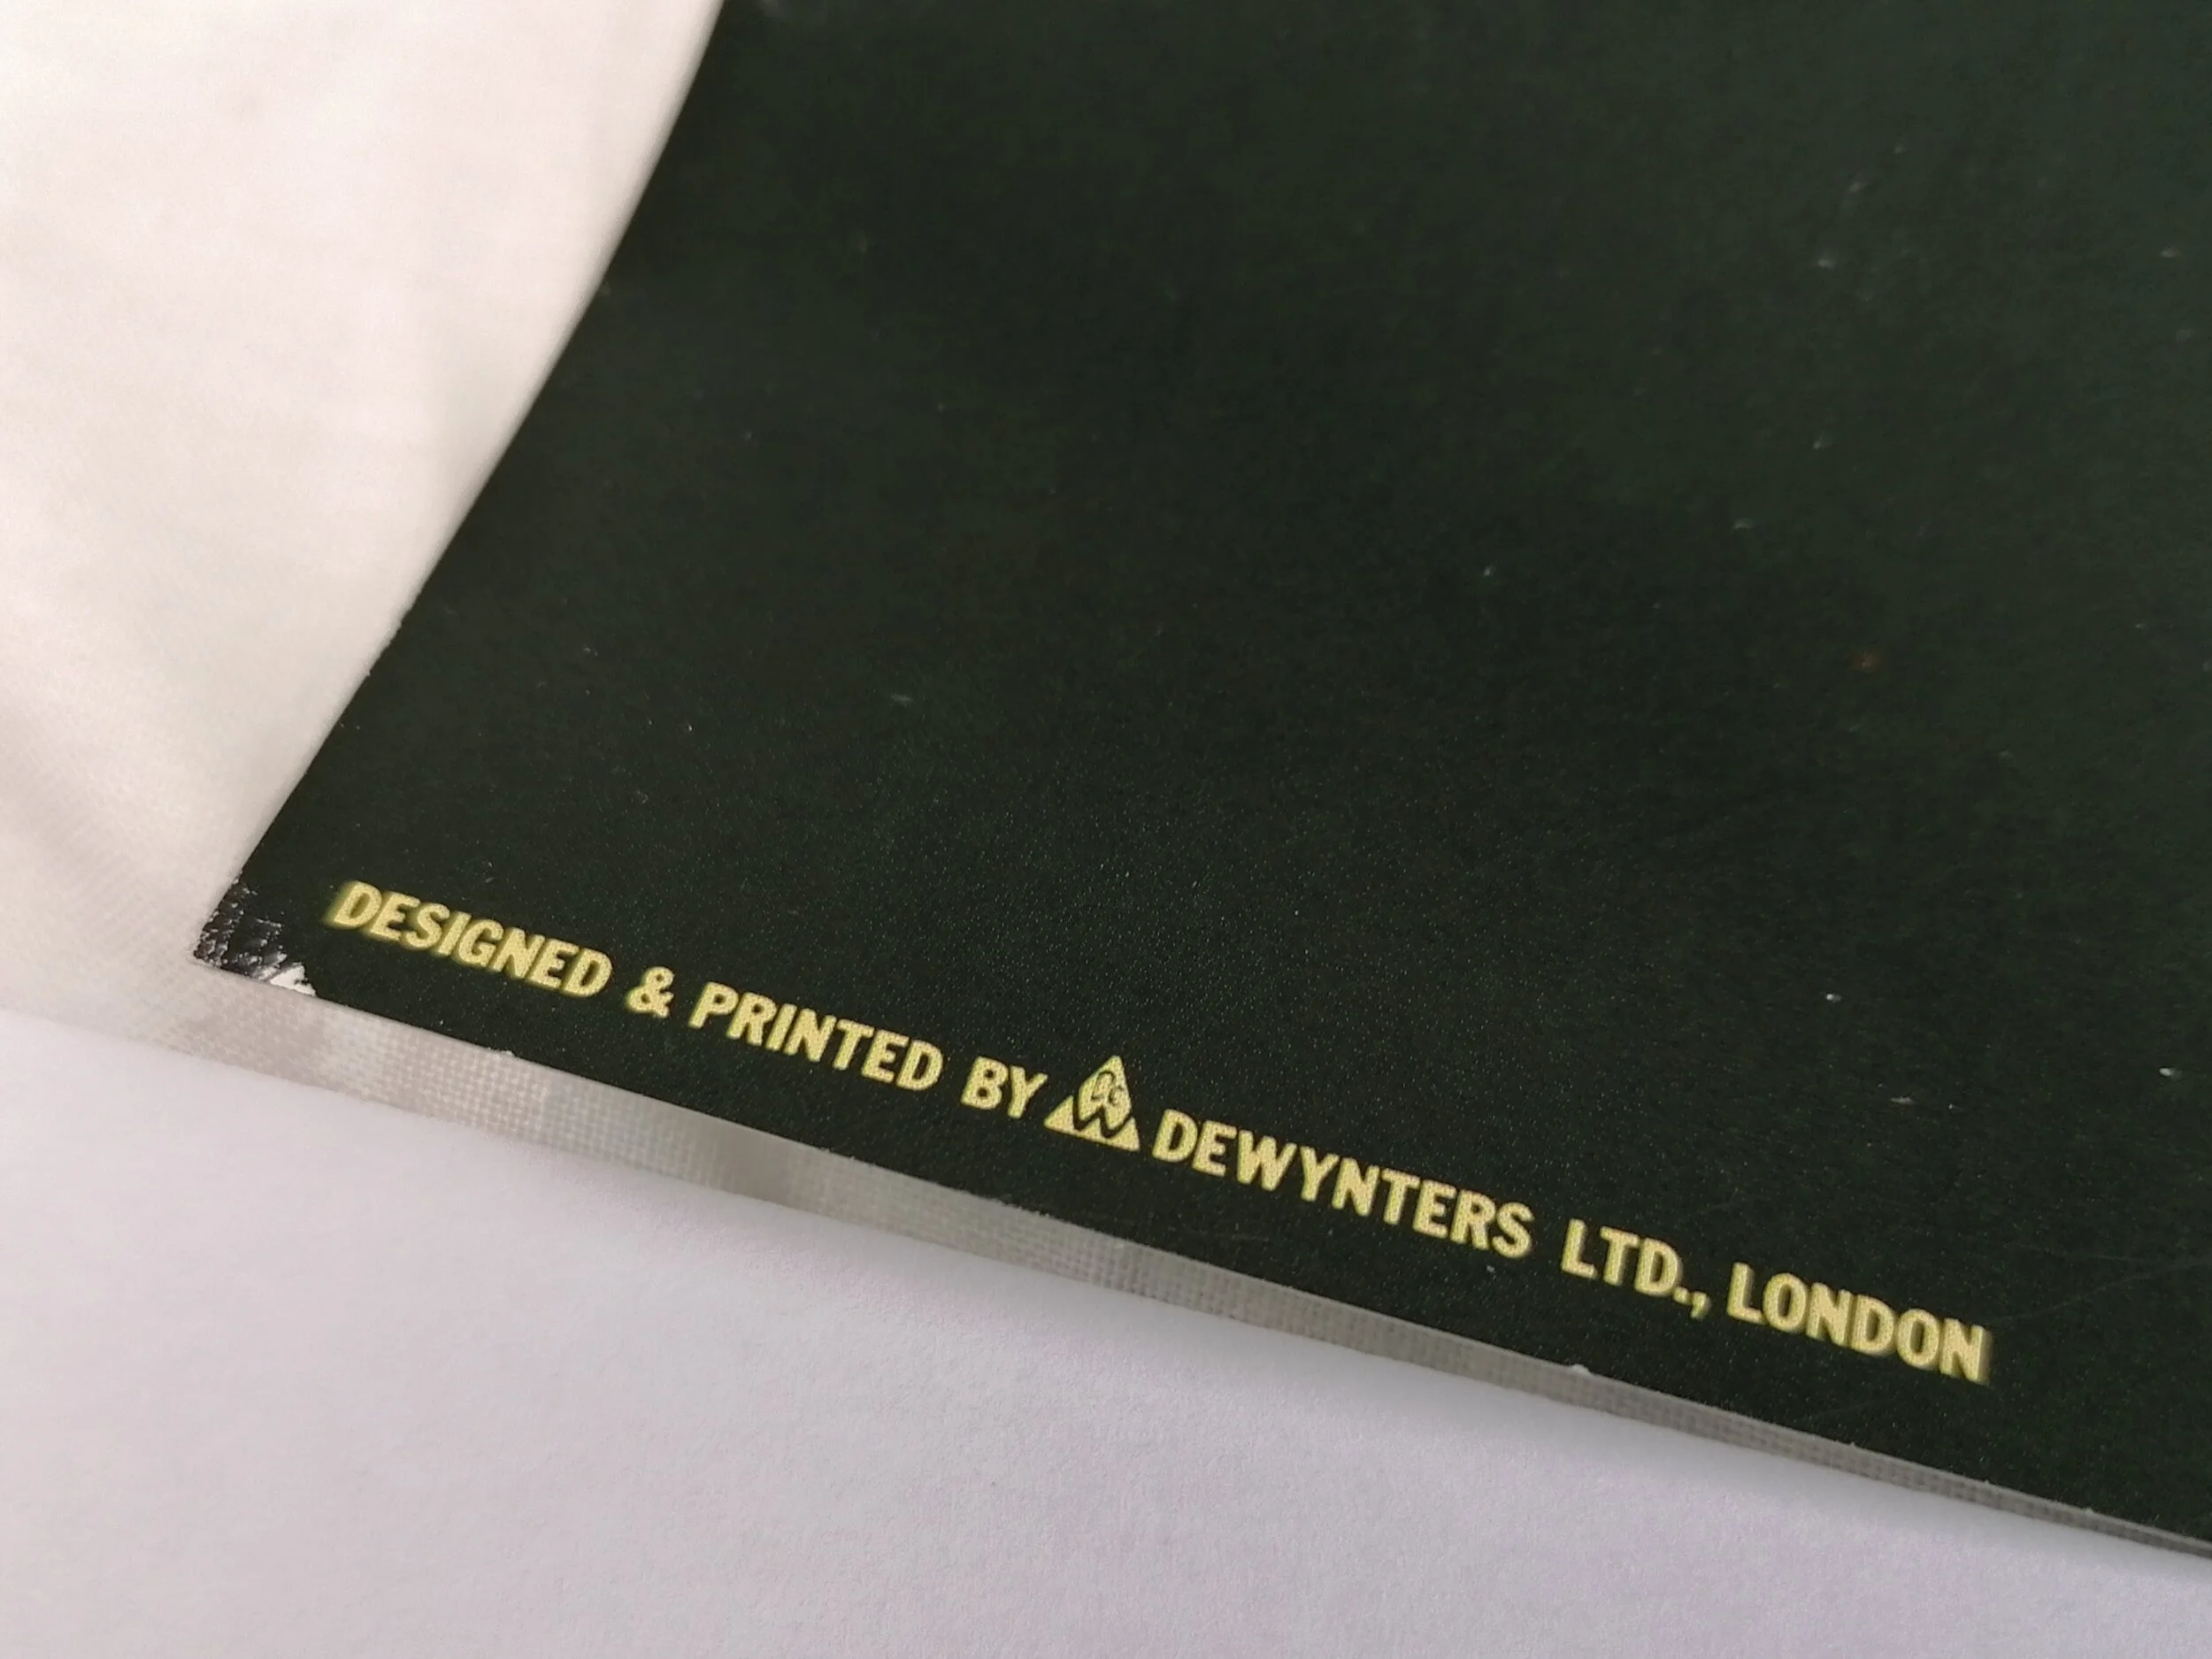 DESIGNED & PRINTED BY DEWYNTERS LTD., LONDON